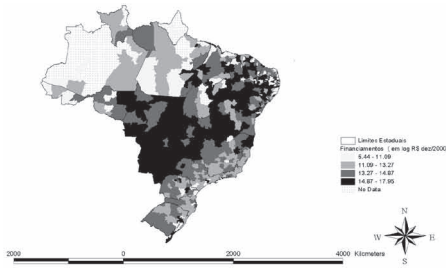 Limites Estaduais
Financiamentos (em log R$ dez/2000
5.44 - 11.09
11.09 - 13.27
13.27 - 14.87
14.87 - 17.95
No Data
N
W
E
S
2000
0
2000
4000
Kilometers